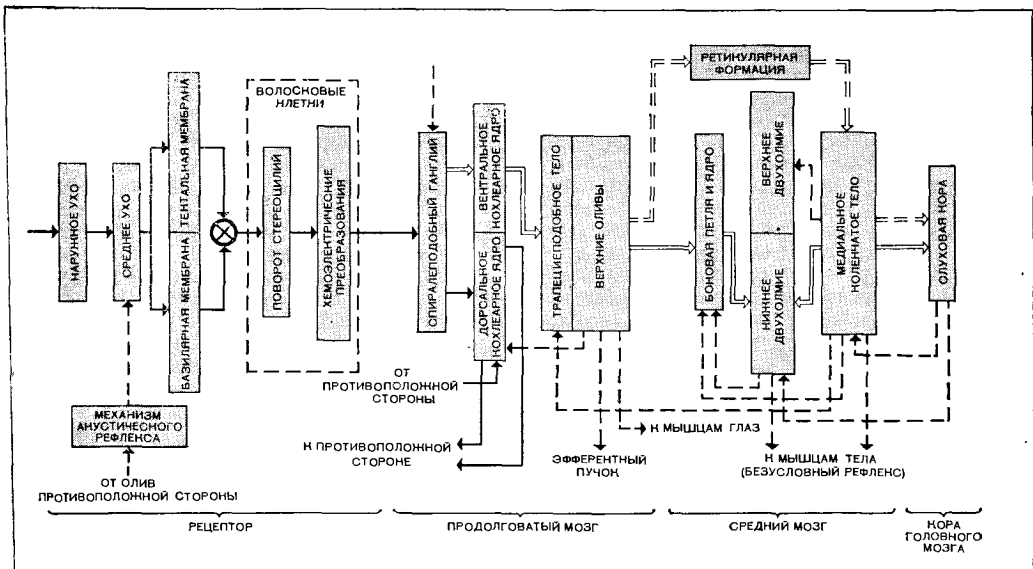 РЕТИКУЛЯРНАЯ
ФОРМАЦИЯ
ВОЛОСКОВЫЕ
КЛЕТКИ
НАРУЖНОЕ УХО
СРЕДНЕЕ УХО
ТЕКТАЛЬНАЯ МЕМБРАНА
БАЗИЛЯРНАЯ МЕМБРАНА
ПОВОРОТ СТЕРЕОЦИЛИЙ
ХЕМОЭЛЕКТРИЧЕСКИЕ
ПРЕОБРАЗОВАНИЯ
СПИРАЛЕПОДОБНЫЙ ГАНГЛИЙ
ВЕНТРАЛЬНОЕ
КОХЛЕАРНОЕ ЯДРО
ДОРСАЛЬНОЕ
КОХЛЕАРНОЕ ЯДРО
ТРАПЕЦИЕПОДОБНОЕ ТЕЛО
ВЕРХНИЕ ОЛИВЫ
БОКОВАЯ ПЕТЛЯ И ЯДРО
ВЕРХНЕЕ
ДВУХОЛМИЕ
НИЖНЕЕ
ДВУХОЛМИЕ
МЕДИАЛЬНОЕ
КОЛЕНЧАТОЕ ТЕЛО
СЛУХОВАЯ КОРА
МЕХАНИЗМ
АКУСТИЧЕСКОГО
РЕФЛЕКСА
ОТ ОЛИВ
ПРОТИВОПОЛОЖНОЙ СТОРОНЫ
ОТ
ПРОТИВОПОЛОЖНОЙ
СТОРОНЫ
К ПРОТИВОПОЛОЖНОЙ
СТОРОНЕ
К МЫШЦАМ ГЛАЗ
ЭФФЕРЕНТНЫЙ
ПУЧОК
К МЫШЦАМ ТЕЛА
(БЕЗУСЛОВНЫЙ РЕФЛЕКС)
РЕЦЕПТОР
ПРОДОЛГОВАТЫЙ МОЗГ
СРЕДНИЙ МОЗГ
КОРА
ГОЛОВНОГО
МОЗГА